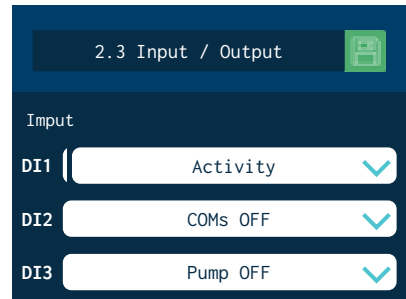 2.3 Input / Output
Imput
DI1 Activity
DI2 COMs OFF
DI3 Pump OFF